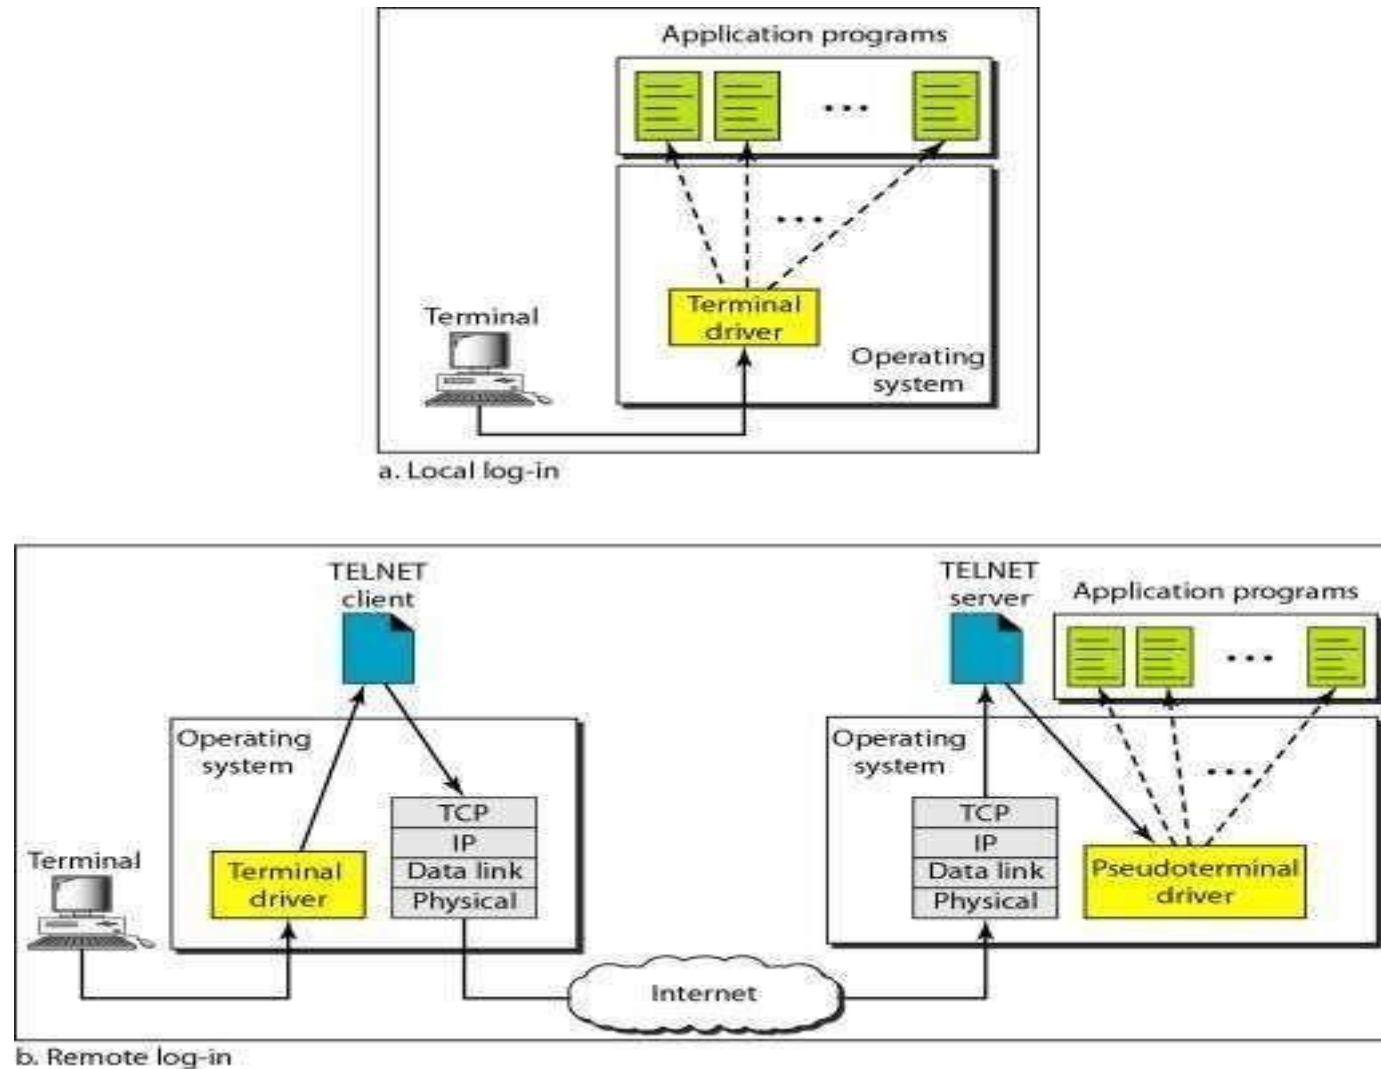 Application programs
Terminal
driver
Terminal
Operating
system
a. Local log-in
TELNET
client
TELNET
server
Application programs
Operating
system
Operating
system
TCP
IP
Data link
Physical
TCP
IP
Data link
Physical
Terminal
Terminal
driver
Pseudoterminal
driver
Internet
b. Remote log-in